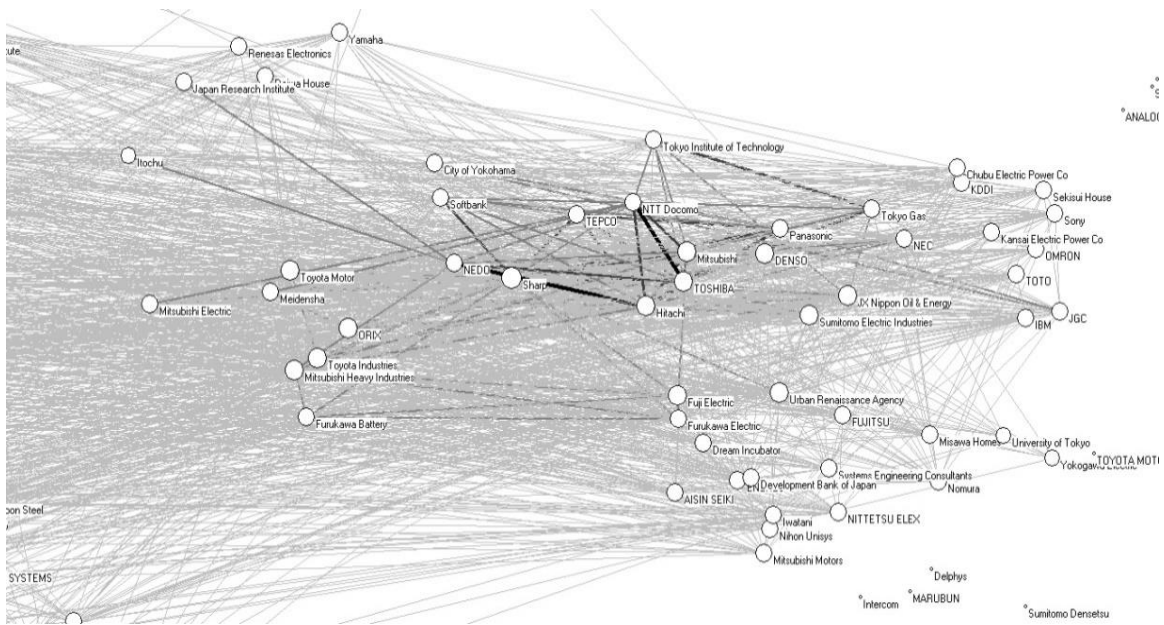 Yamaha
Renesas Electronics
Japan Research Institute
ANALOG
Itochu
Tokyo Institute of Technology
City of Yokohama
Chubu Electric Power Co
KDDI
Sekisui House
Softbank
NTT Docomo
Tokyo Gas
Sony
TEPCO
Panasonic
NEC
Kansai Electric Power Co
OMRON
Mitsubishi
DENSO
NEDO
Toyota Motor
TOTO
Sharp
TOSHIBA
Meidensha
JX Nippon Oil & Energy
Mitsubishi Electric
Hitachi
Sumitomo Electric Industries
IBM
JGC
ORIX
Toyota Industries
Mitsubishi Heavy Industries
Fuji Electric
Urban Renaissance Agency
Furukawa Battery
Furukawa Electric
FUJITSU
Misawa Homes
University of Tokyo
Dream Incubator
TOYOTA MOTO
Systems Engineering Consultants
Development Bank of Japan
Nomura
AISIN SEIKI
oon Steel
Iwatani
NITTETSU ELEX
Nihon Unisys
Mitsubishi Motors
SYSTEMS
Delphys
Intercom
MARUBUN
Sumitomo Densetsu